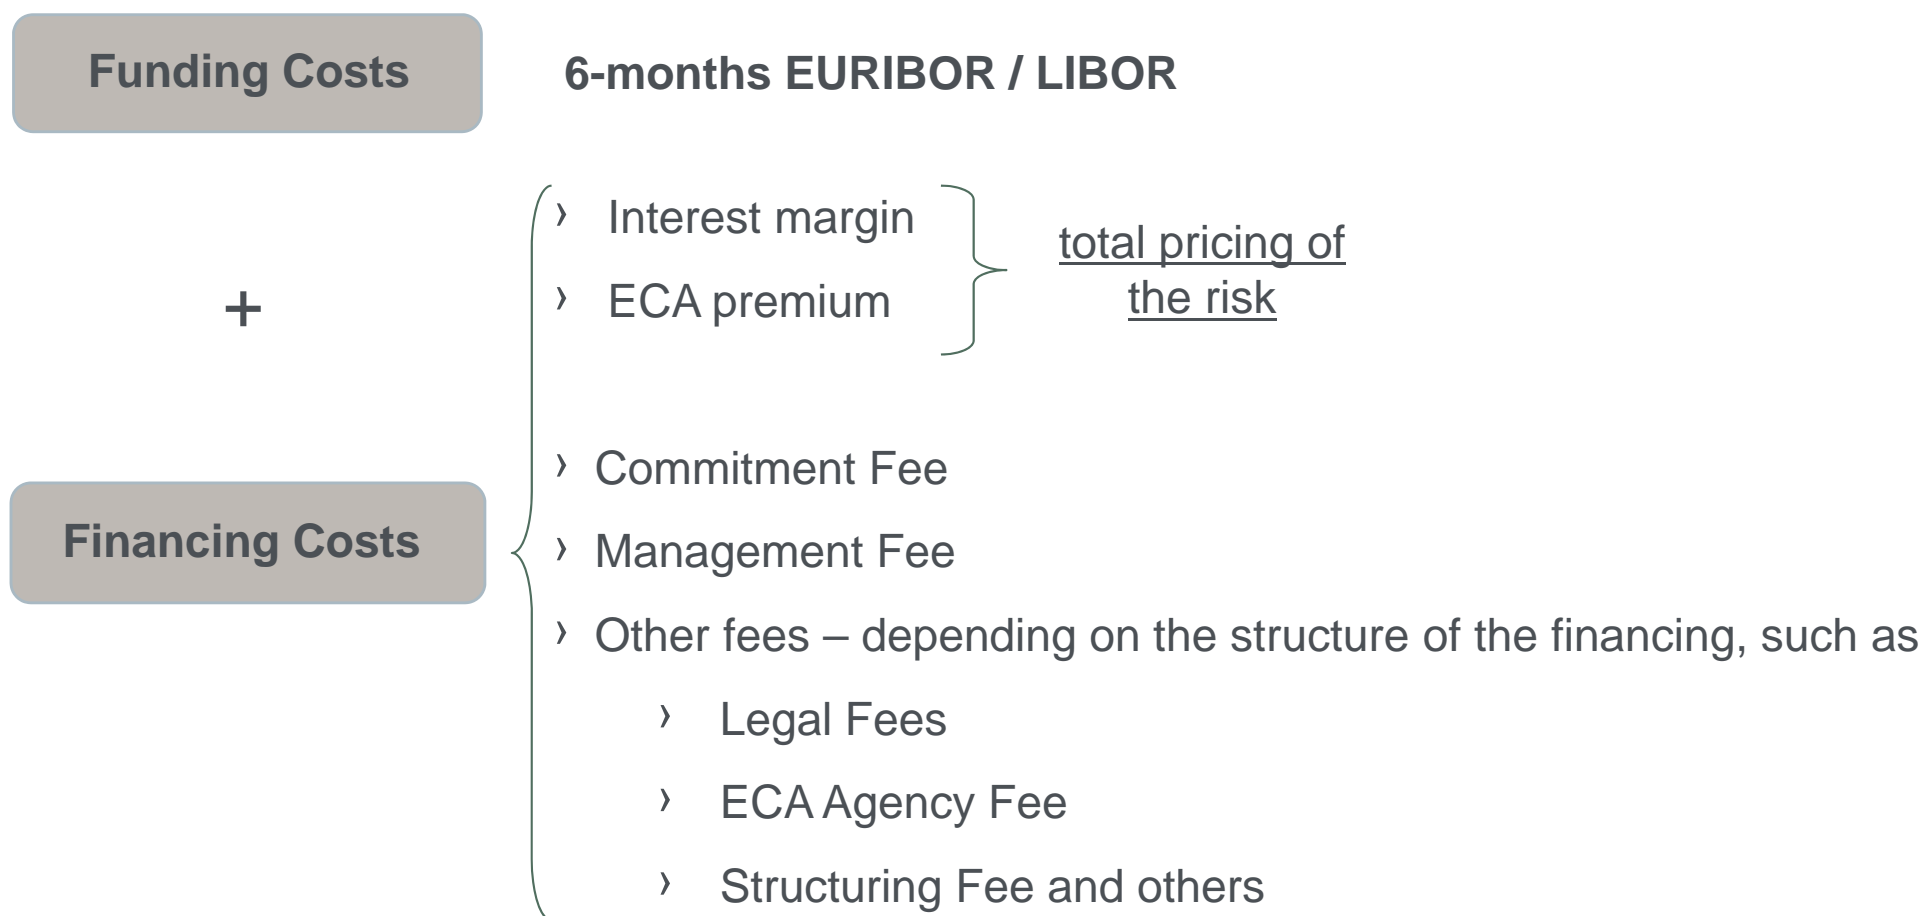 Funding Costs
6-months EURIBOR / LIBOR
+
Financing Costs
› Interest margin
› ECA premium
total pricing of
the risk
› Commitment Fee
› Management Fee
› Other fees – depending on the structure of the financing, such as
› Legal Fees
› ECA Agency Fee
› Structuring Fee and others